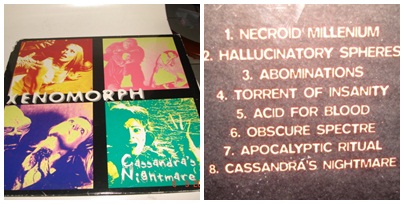 XENOMORPH
Cassandra's
Nightmare
1. NECROID MILLENIUM
2. HALLUCINATORY SPHERES
3. ABOMINATIONS
4. TORRENT OF INSANITY
5. ACID FOR BLOOD
6. OBSCURE SPECTRE
7. APOCALYPTIC RITUAL
8. CASSANDRA'S NIGHTMARE